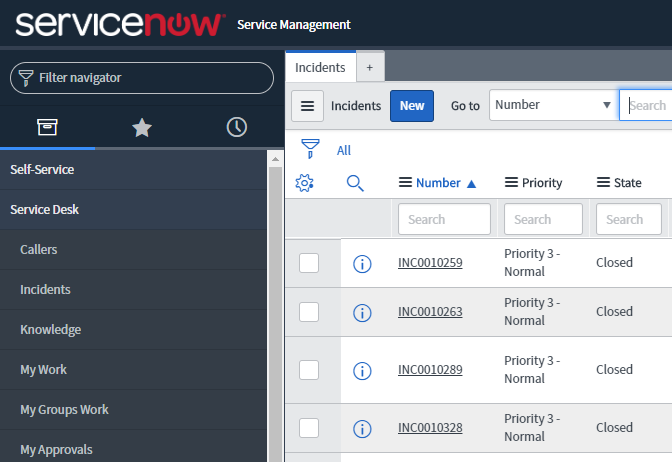 servicenow Service Management
Filter navigator
Self-Service
Service Desk
Callers
Incidents
Knowledge
My Work
My Groups Work
My Approvals
Incidents +
Incidents New Go to Number Search
All
Number Priority State
Search Search Search
INC0010259 Priority 3 -
Normal Closed
INC0010263 Priority 3 -
Normal Closed
INC0010289 Priority 3 -
Normal Closed
INC0010328 Priority 3 -
Normal Closed